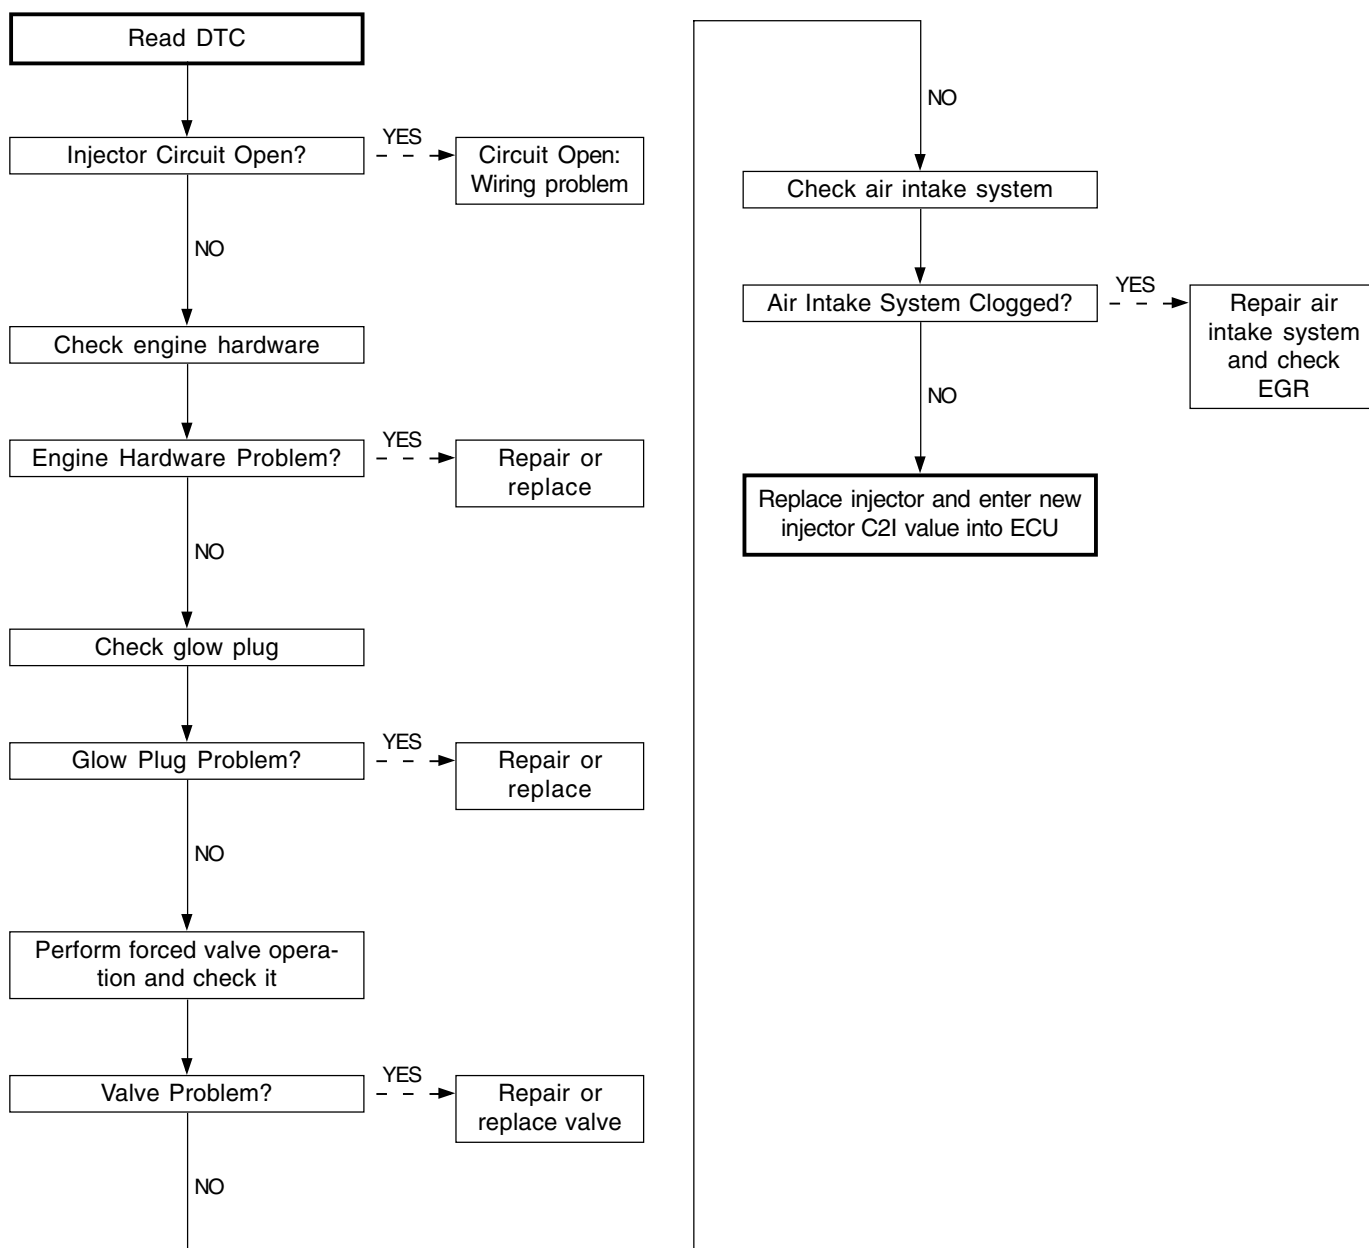 Read DTC
Injector Circuit Open?
YES
Circuit Open:
Wiring problem
NO
Check engine hardware
Engine Hardware Problem?
YES
Repair or
replace
NO
Check glow plug
Glow Plug Problem?
YES
Repair or
replace
NO
Perform forced valve opera-
tion and check it
Valve Problem?
YES
Repair or
replace valve
NO
NO
Check air intake system
Air Intake System Clogged?
YES
Repair air
intake system
and check
EGR
NO
Replace injector and enter new
injector C2I value into ECU